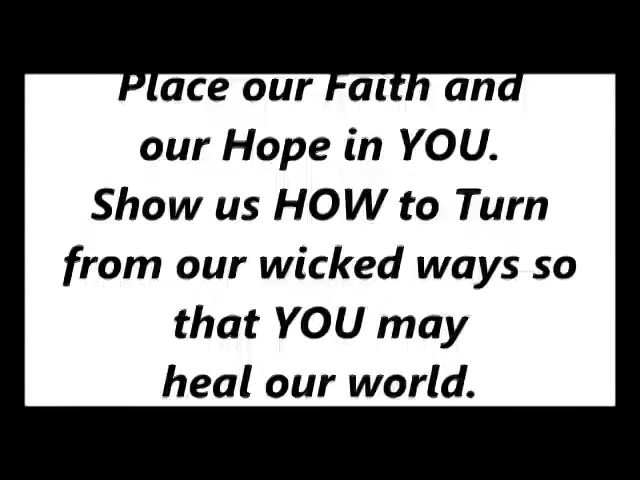 Place our Faith and
our Hope in YOU.
Show us HOW to Turn
from our wicked ways so
that YOU may
heal our world.